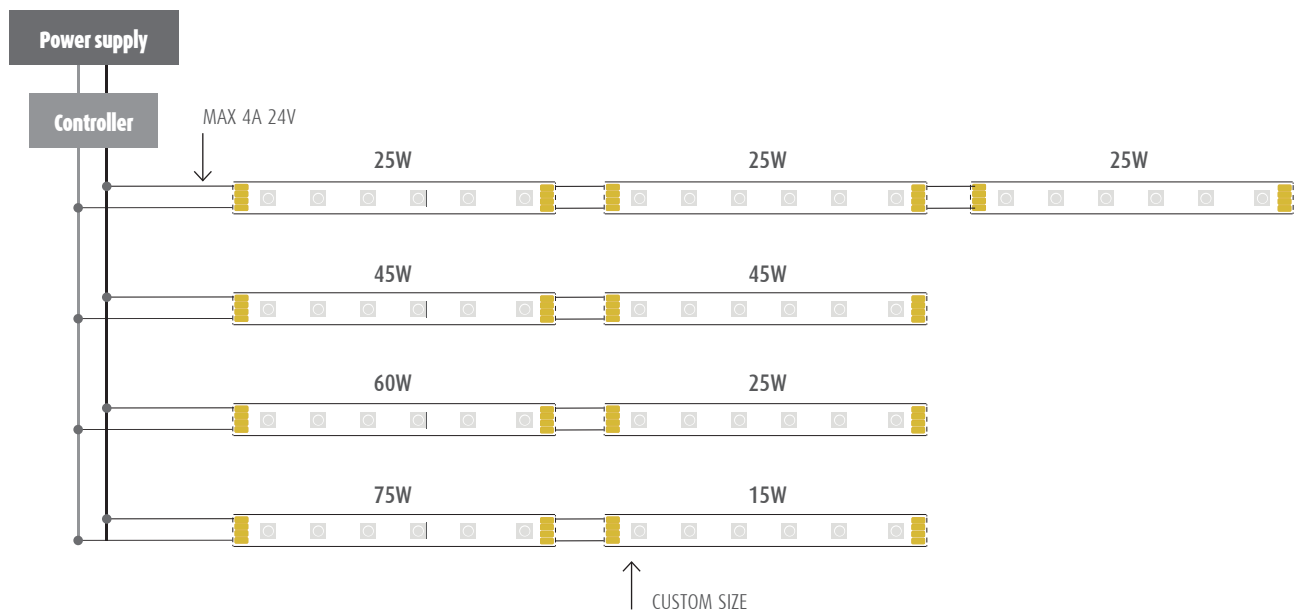 Power supply
Controller
MAX 4A 24V
25W 25W 25W
45W 45W
60W 25W
75W 15W
CUSTOM SIZE